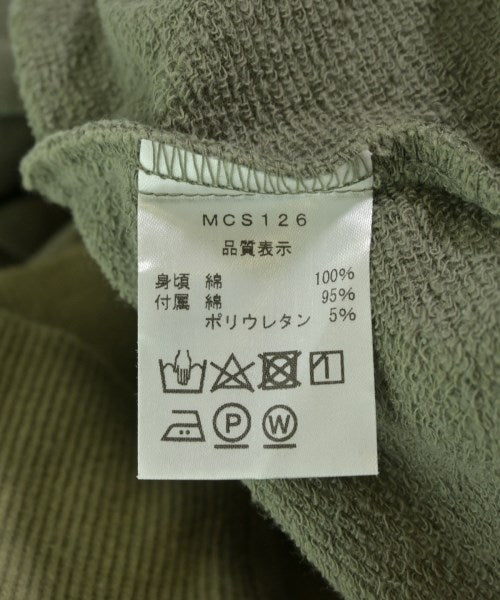 MCS126
品質表示
身頃 綿 100%
付属 綿 95%
ポリウレタン 5%
P W